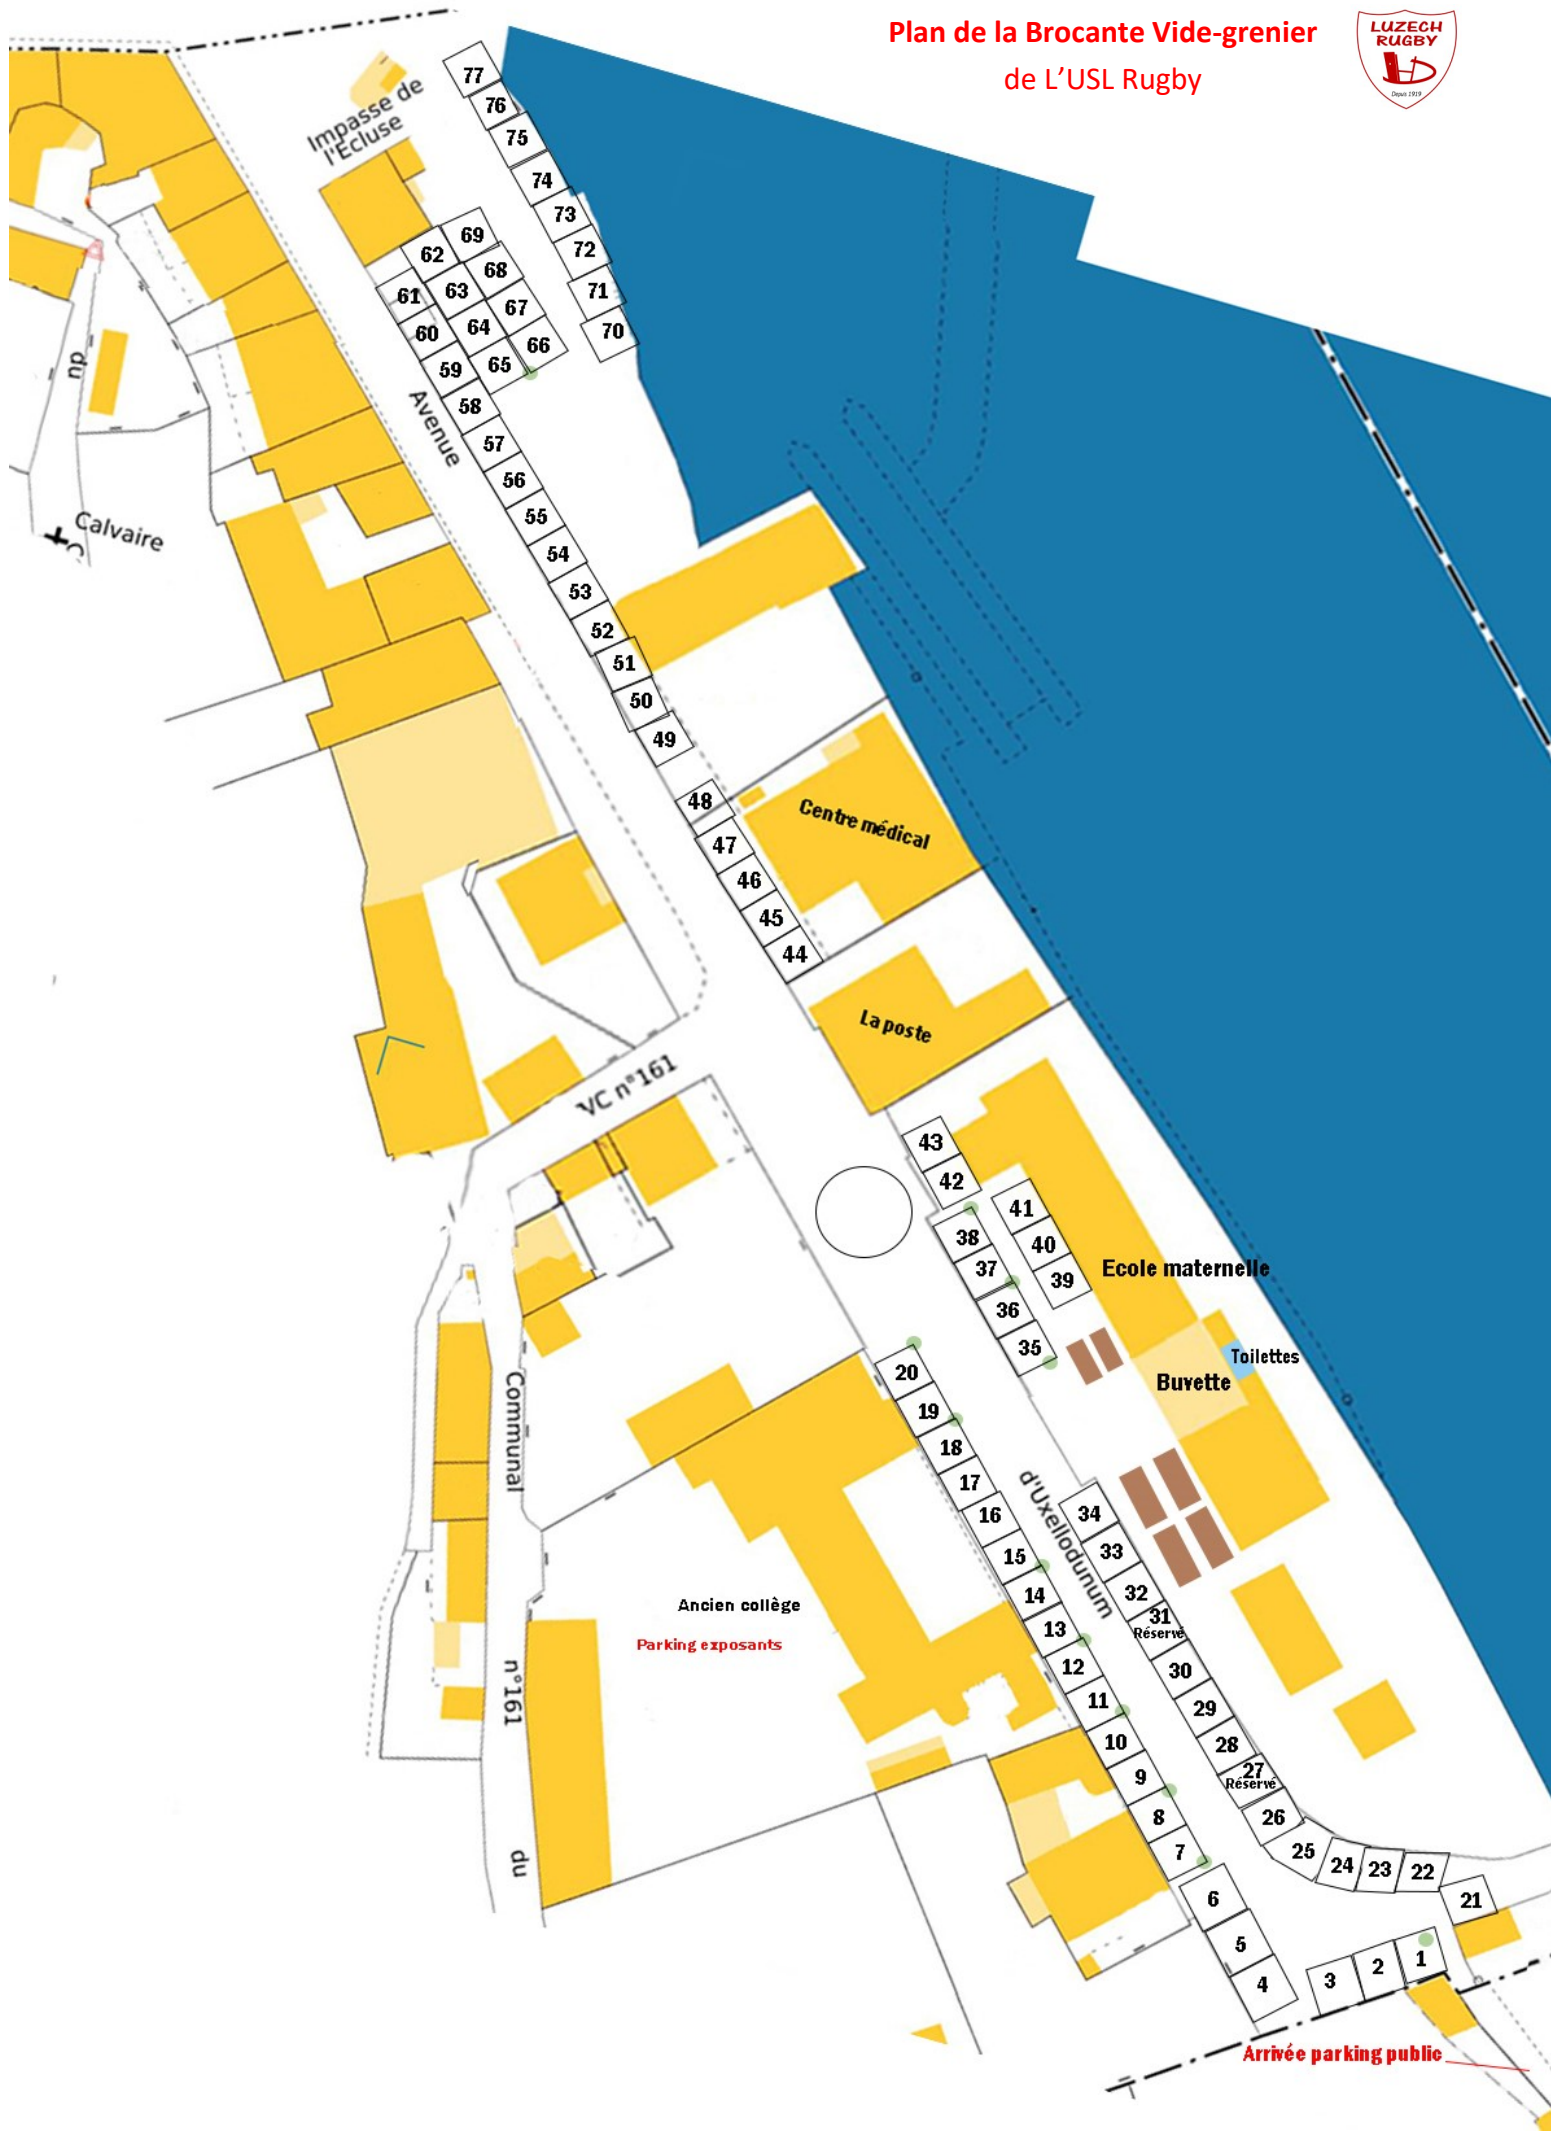 Plan de la Brocante Vide-grenier
de L'USL Rugby
LUZECH
RUGBY
Depuis 1919
Impasse de
l'Ecluse
77
76
75
74
73
72
71
70
69
68
67
66
62
63
64
65
61
60
59
58
57
56
55
54
53
52
51
50
49
48
47
46
45
44
Avenue
du
Calvaire
C
Centre médical
La poste
VC n°161
43
42
41
40
39
38
37
36
35
Ecole maternelle
Toilettes
Buvette
20
19
18
17
16
15
14
13
12
11
10
9
8
7
6
5
4
d'Uxellodunum
34
33
32
31
Réservé
30
29
28
27
Réservé
26
25
24
23
22
21
3
2
1
Communal
n°161
du
Ancien collège
Parking exposants
Arrivée parking public